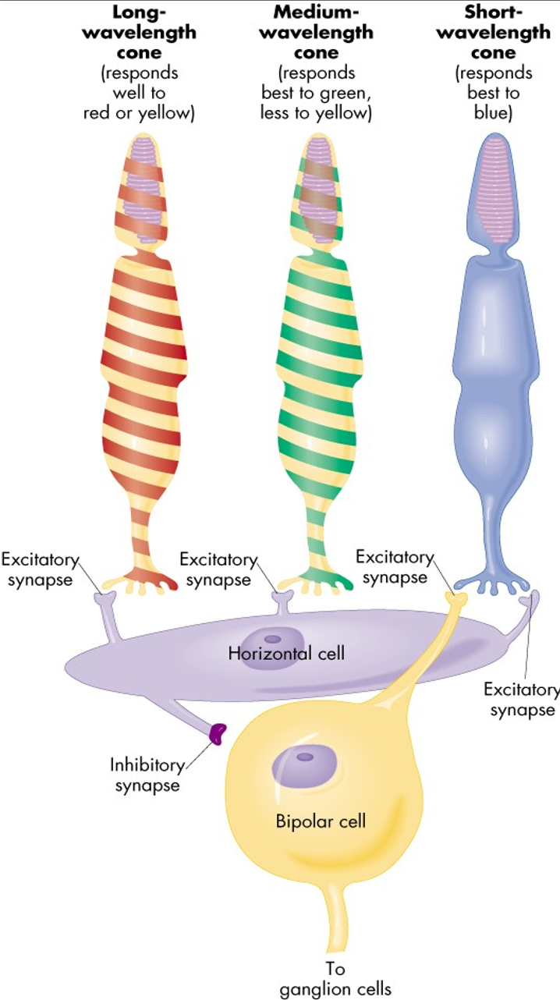 Long-
wavelength
cone
(responds
well to
red or yellow)
Medium-
wavelength
cone
(responds
best to green,
less to yellow)
Short-
wavelength
cone
(responds
best to
blue)
Excitatory
synapse
Excitatory
synapse
Excitatory
synapse
Horizontal cell
Excitatory
synapse
Inhibitory
synapse
Bipolar cell
To
ganglion cells